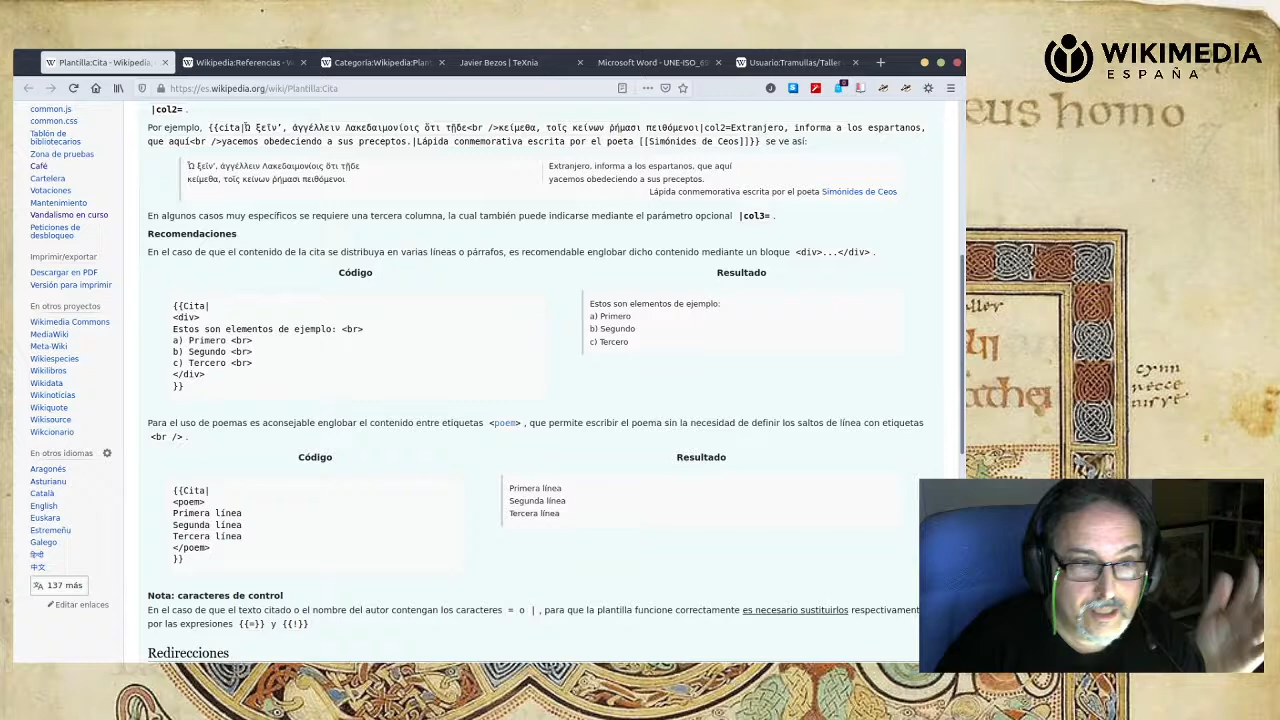 WIKIMEDIA
ESPAÑA
eus homo
Plantilla:Cita - Wikipedia,
Wikipedia:Referencias - W
Categoría:Wikipedia:Plant
Javier Bezos | TeXnia
Microsoft Word - UNE-ISO_69
Usuario:Tramullas/Taller
https://es.wikipedia.org/wiki/Plantilla:Cita
common.js
common.css
Tablón de
bibliotecarios
Zona de pruebas
Café
Cartelera
Votaciones
Mantenimiento
Vandalismo en curso
Peticiones de
desbloqueo
Imprimir/exportar
Descargar en PDF
Versión para imprimir
En otros proyectos
Wikimedia Commons
MediaWiki
Meta-Wiki
Wikiespecies
Wikilibros
Wikidata
Wikinoticias
Wikiquote
Wikisource
Wikcionario
En otros idiomas
Aragonés
Asturianu
Català
English
Euskara
Estremeñu
Galego
हिन्दी
中文
137 más
Editar enlaces
|col2= .
Por ejemplo, {{cita|Ὦ ξεῖν’, ἀγγέλλειν Λακεδαιμονίοις ὅτι τῇδε<br />κείμεθα, τοῖς κείνων ῥήμασι πειθόμενοι|col2=Extranjero, informa a los espartanos,
que aquí<br />yacemos obedeciendo a sus preceptos.|Lápida conmemorativa escrita por el poeta [[Simónides de Ceos]]}} se ve así:
Ὦ ξεῖν’, ἀγγέλλειν Λακεδαιμονίοις ὅτι τῇδε
κείμεθα, τοῖς κείνων ῥήμασι πειθόμενοι
Extranjero, informa a los espartanos, que aquí
yacemos obedeciendo a sus preceptos.
Lápida conmemorativa escrita por el poeta Simónides de Ceos
En algunos casos muy específicos se requiere una tercera columna, la cual también puede indicarse mediante el parámetro opcional |col3= .
Recomendaciones
En el caso de que el contenido de la cita se distribuya en varias líneas o párrafos, es recomendable englobar dicho contenido mediante un bloque <div>...</div> .
Código
{{Cita|
<div>
Estos son elementos de ejemplo: <br>
a) Primero <br>
b) Segundo <br>
c) Tercero <br>
</div>
}}
Resultado
Estos son elementos de ejemplo:
a) Primero
b) Segundo
c) Tercero
Para el uso de poemas es aconsejable englobar el contenido entre etiquetas <poem> , que permite escribir el poema sin la necesidad de definir los saltos de línea con etiquetas
<br /> .
Código
{{Cita|
<poem>
Primera línea
Segunda línea
Tercera línea
</poem>
}}
Resultado
Primera línea
Segunda línea
Tercera línea
Nota: caracteres de control
En el caso de que el texto citado o el nombre del autor contengan los caracteres = o | , para que la plantilla funcione correctamente es necesario sustituirlos respectivament
por las expresiones {{=}} y {{!}}
Redirecciones